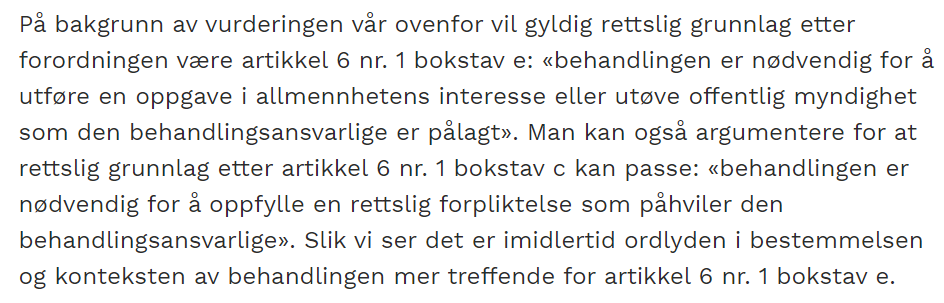 På bakgrunn av vurderingen vår ovenfor vil gyldig rettslig grunnlag etter
forordningen være artikkel 6 nr. 1 bokstav e: «behandlingen er nødvendig for å
utføre en oppgave i allmennhetens interesse eller utøve offentlig myndighet
som den behandlingsansvarlige er pålagt». Man kan også argumentere for at
rettslig grunnlag etter artikkel 6 nr. 1 bokstav c kan passe: «behandlingen er
nødvendig for å oppfylle en rettslig forpliktelse som påhviler den
behandlingsansvarlige». Slik vi ser det er imidlertid ordlyden i bestemmelsen
og konteksten av behandlingen mer treffende for artikkel 6 nr. 1 bokstav e.